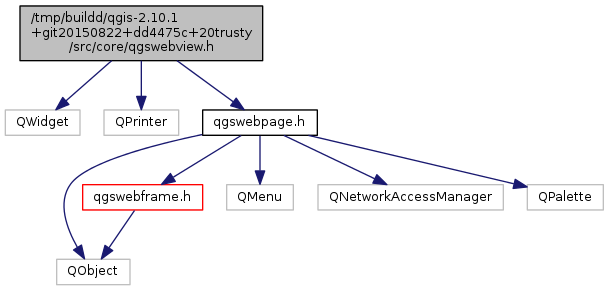 /tmp/buildd/qgis-2.10.1
+git20150822+dd4475c+20trusty
/src/core/qgswebview.h
QWidget
QPrinter
qgswebpage.h
qgswebframe.h
QMenu
QNetworkAccessManager
QPalette
QObject